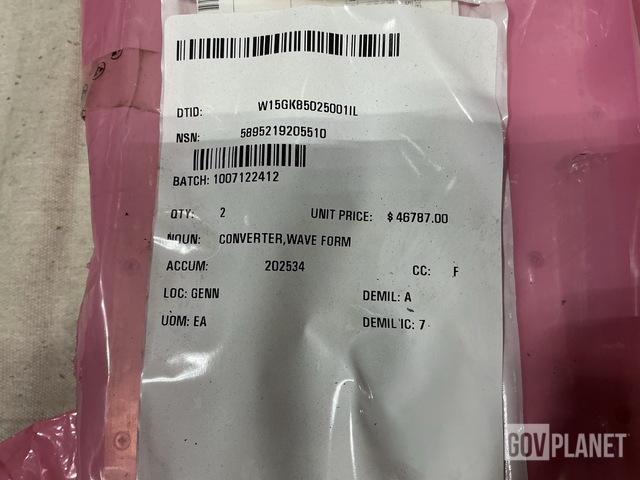 DTID: W15GK85025001IL
NSN: 5895219205510
BATCH: 1007122412
QTY: 2 UNIT PRICE: $ 46787.00
NOUN: CONVERTER,WAVE FORM
ACCUM: 202534 CC: F
LOC: GENN DEMIL: A
UOM: EA DEMIL IC: 7
GOVPLANET